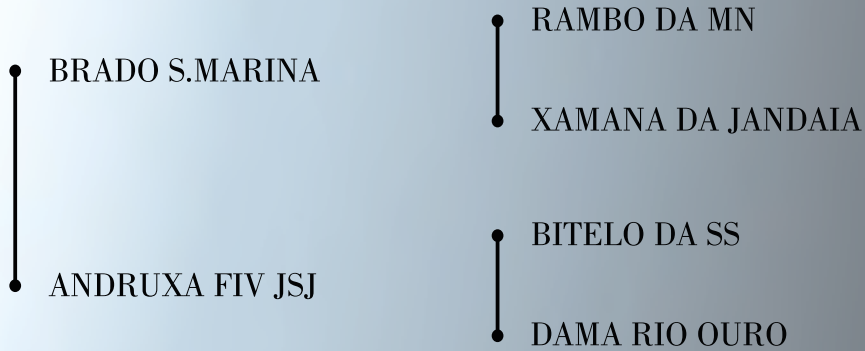 RAMBO DA MN
BRADO S.MARINA
XAMANA DA JANDAIA
BITELO DA SS
ANDRUXA FIV JSJ
DAMA RIO OURO